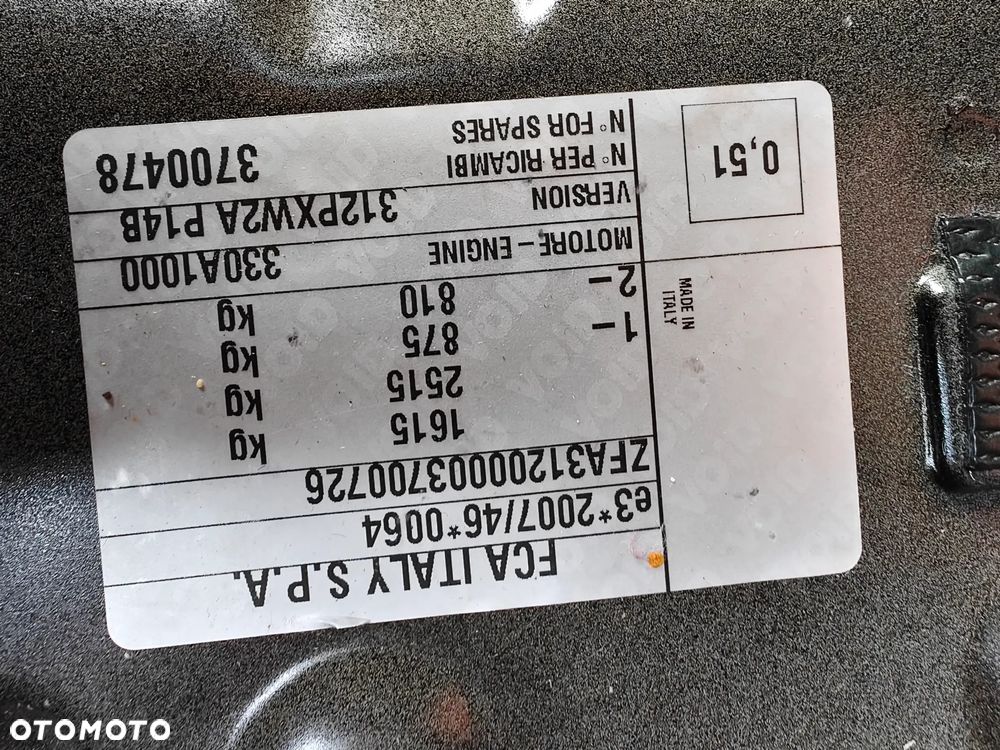 FCA ITALY S.P.A.
e3*2007/46*0064
ZFA31200003700726
1615 kg
2515 kg
1– 875 kg
2– 810 kg
MOTORE – ENGINE 330A1000
VERSION 312PXW2A P14B
N° PER RICAMBI
N° FOR SPARES 3700478
MADE IN
ITALY
0,51
OTOMOTO